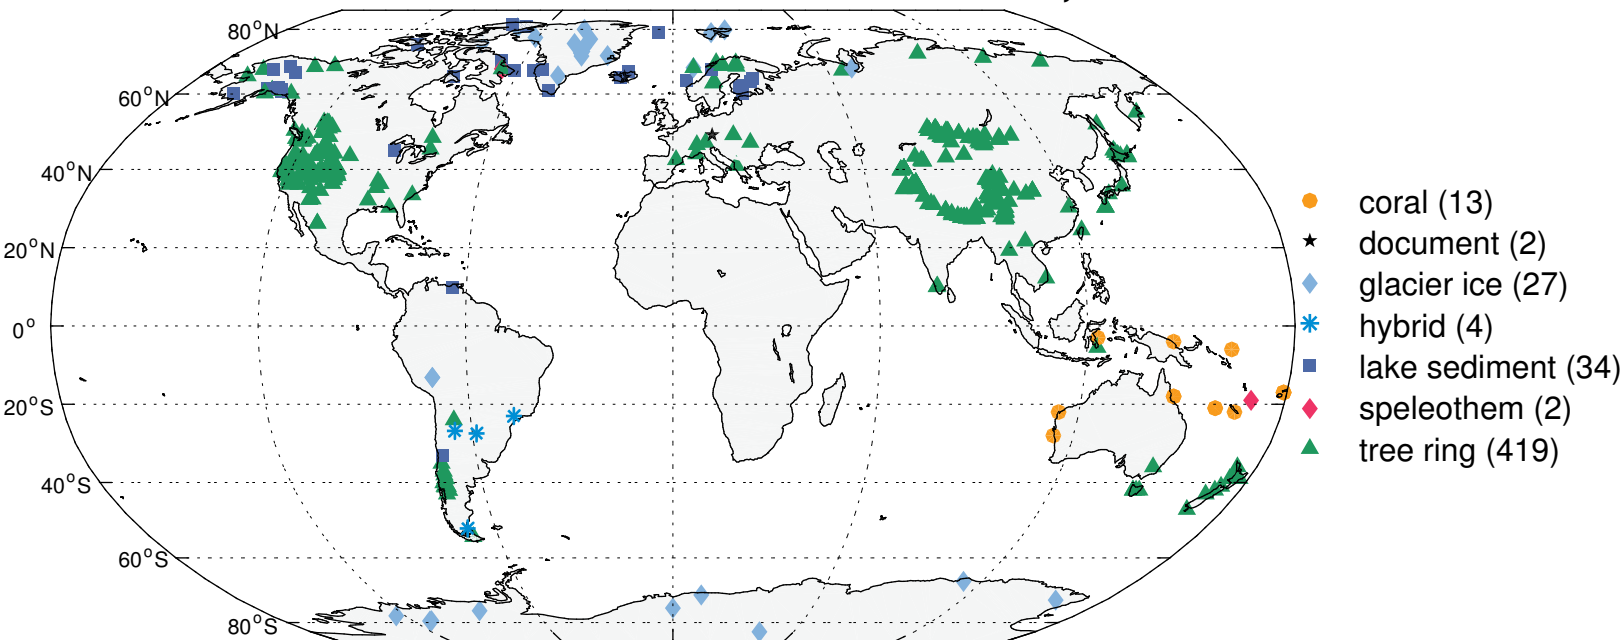 80°N
60°N
40°N
20°N
0°
20°S
40°S
60°S
80°S
coral (13)
document (2)
glacier ice (27)
hybrid (4)
lake sediment (34)
speleothem (2)
tree ring (419)